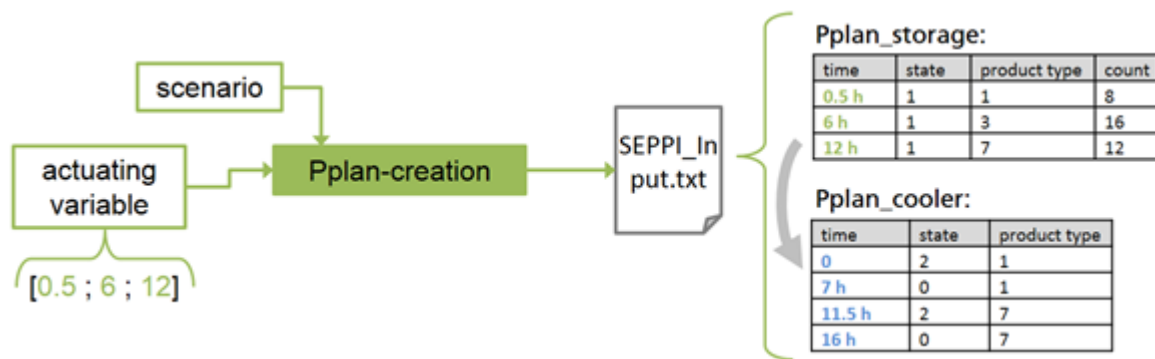 scenario
actuating
variable
[0.5 ; 6 ; 12]
Pplan-creation
SEPPI_In
put.txt
Pplan_storage:
time state product type count
0.5 h 1 1 8
6 h 1 3 16
12 h 1 7 12
Pplan_cooler:
time state product type
0 2 1
7 h 0 1
11.5 h 2 7
16 h 0 7